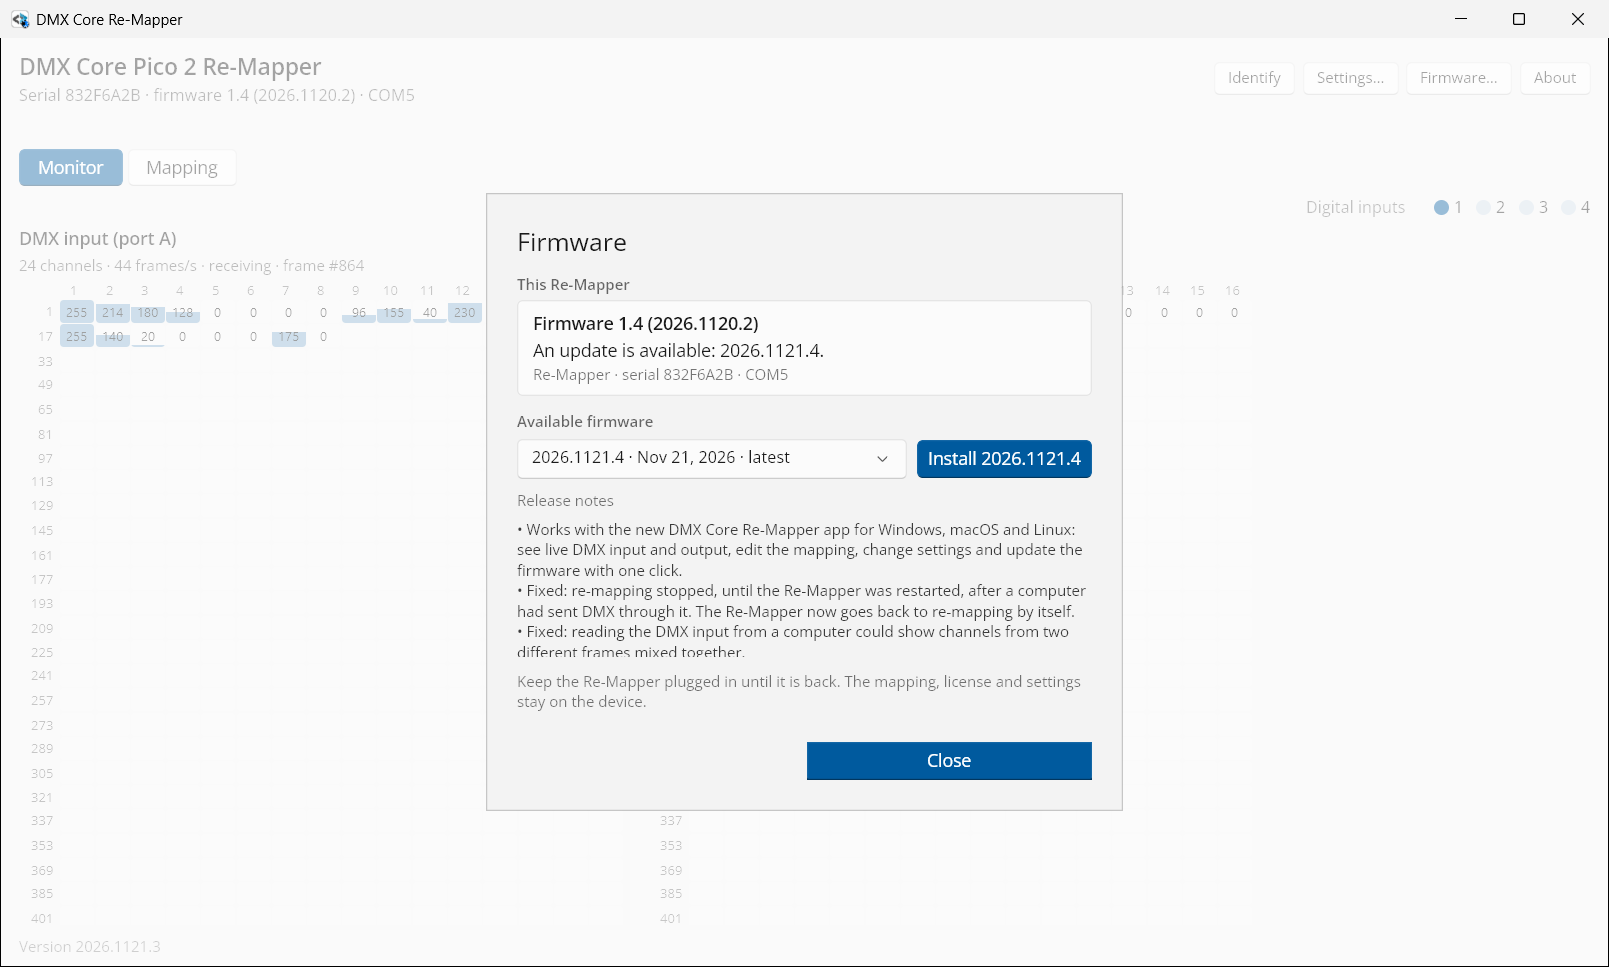 DMX Core Re-Mapper
DMX Core Pico 2 Re-Mapper
Serial 832F6A2B · firmware 1.4 (2026.1120.2) · COM5
Identify
Settings...
Firmware...
About
Monitor
Mapping
Digital inputs 1 2 3 4
DMX input (port A)
24 channels · 44 frames/s · receiving · frame #864
1 2 3 4 5 6 7 8 9 10 11 12
1 255 214 180 128 0 0 0 0 96 155 40 230
17 255 140 20 0 0 0 175 0
33
49
65
81
97
113
129
145
161
177
193
209
225
241
257
273
289
305
321
337
353
369
385
401
13 14 15 16
0 0 0 0
337
353
369
385
401
Firmware
This Re-Mapper
Firmware 1.4 (2026.1120.2)
An update is available: 2026.1121.4.
Re-Mapper · serial 832F6A2B · COM5
Available firmware
2026.1121.4 · Nov 21, 2026 · latest
Install 2026.1121.4
Release notes
• Works with the new DMX Core Re-Mapper app for Windows, macOS and Linux:
see live DMX input and output, edit the mapping, change settings and update the
firmware with one click.
• Fixed: re-mapping stopped, until the Re-Mapper was restarted, after a computer
had sent DMX through it. The Re-Mapper now goes back to re-mapping by itself.
• Fixed: reading the DMX input from a computer could show channels from two
different frames mixed together.
Keep the Re-Mapper plugged in until it is back. The mapping, license and settings
stay on the device.
Close
Version 2026.1121.3